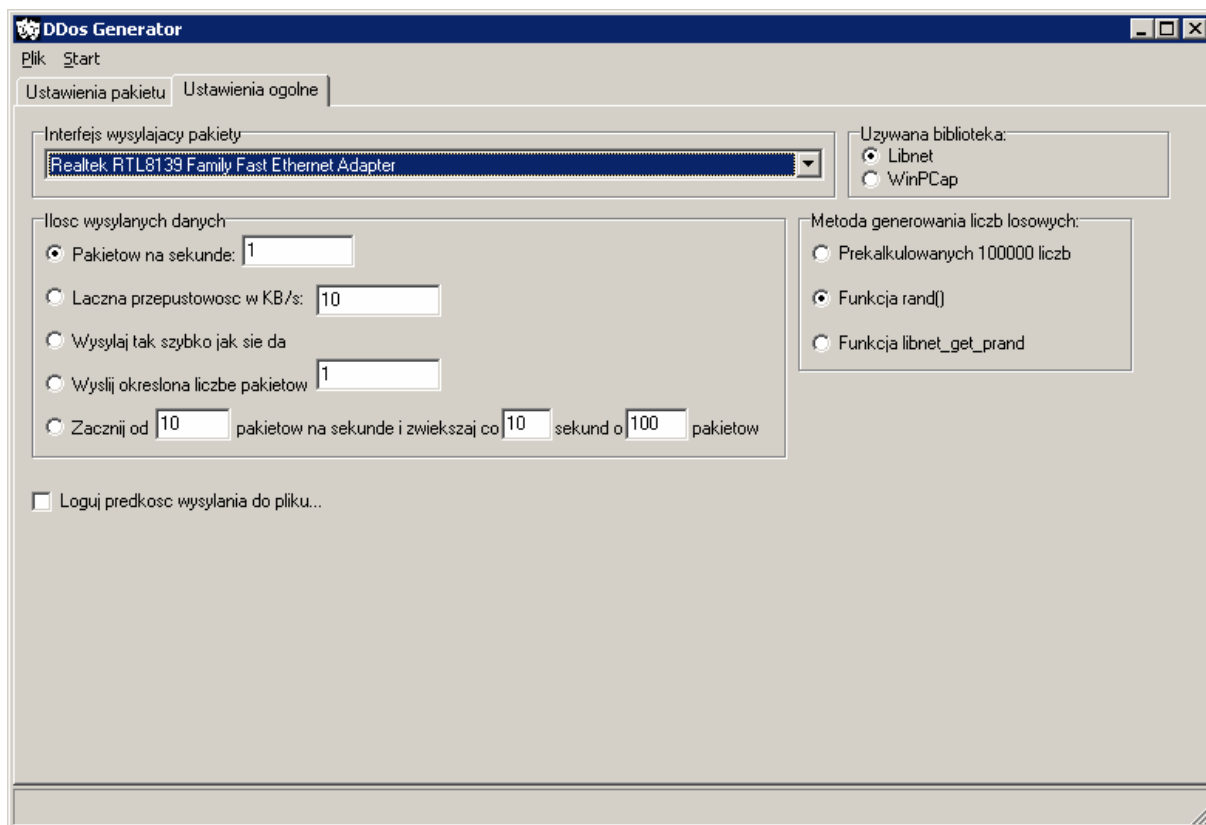 DDos Generator
Plik Start
Ustawienia pakietu Ustawienia ogolne
Interfejs wysylajacy pakiety
Realtek RTL8139 Family Fast Ethernet Adapter
Uzywana biblioteka:
Libnet
WinPCap
Ilosc wysylanych danych
Pakietow na sekunde: 1
Laczna przepustowosc w KB/s: 10
Wysylaj tak szybko jak sie da
Wyslij okreslona liczbe pakietow 1
Zacznij od 10 pakietow na sekunde i zwiekszaj co 10 sekund o 100 pakietow
Metoda generowania liczb losowych:
Prekalkulowanych 100000 liczb
Funkcja rand()
Funkcja libnet_get_prand
Loguj predkosc wysylania do pliku...